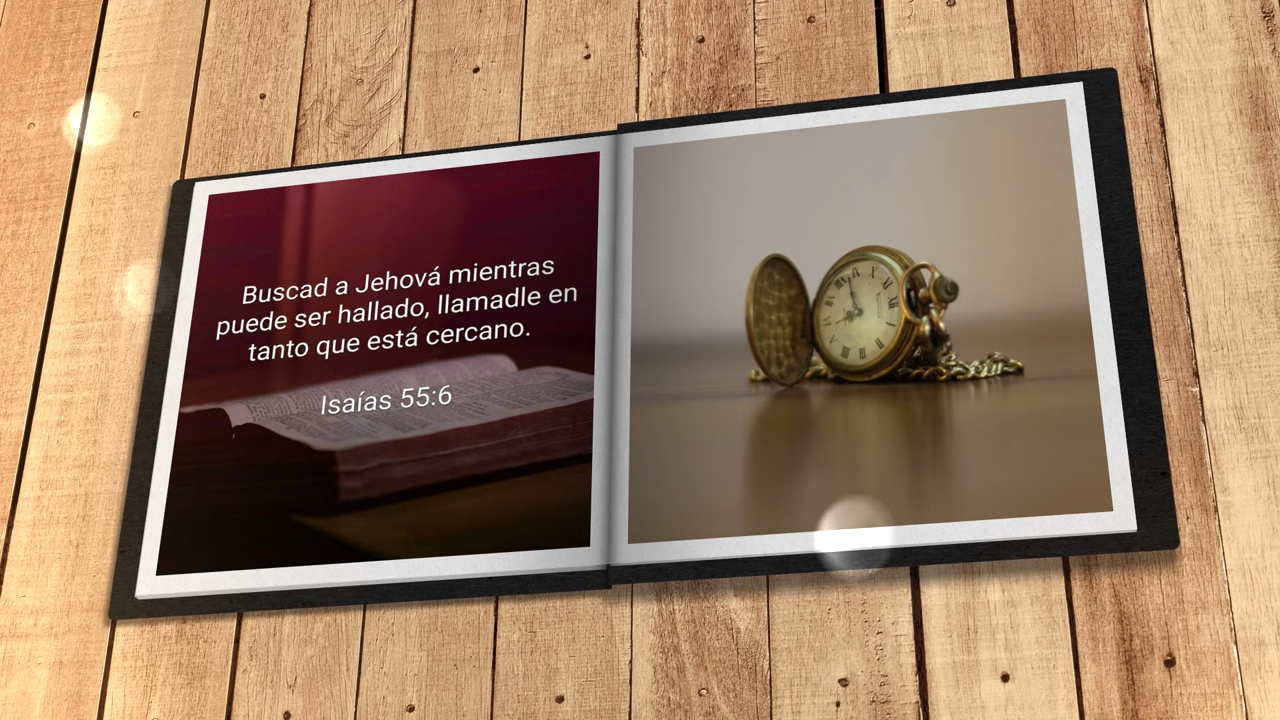 Buscad a Jehová mientras
puede ser hallado, llamadle en
tanto que está cercano.
Isaías 55:6